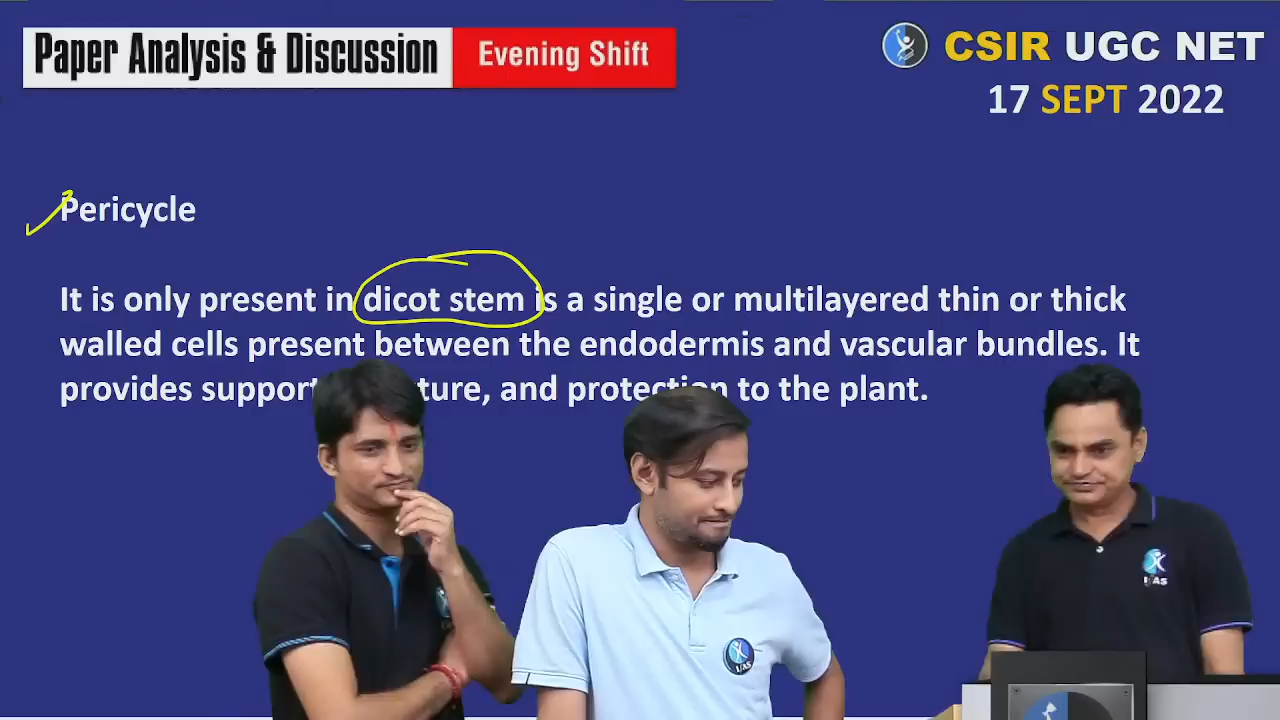 Paper Analysis & Discussion Evening Shift
CSIR UGC NET
17 SEPT 2022
Pericycle
It is only present in dicot stem is a single or multilayered thin or thick
walled cells present between the endodermis and vascular bundles. It
provides support, and protection to the plant.
IFAS
IFAS